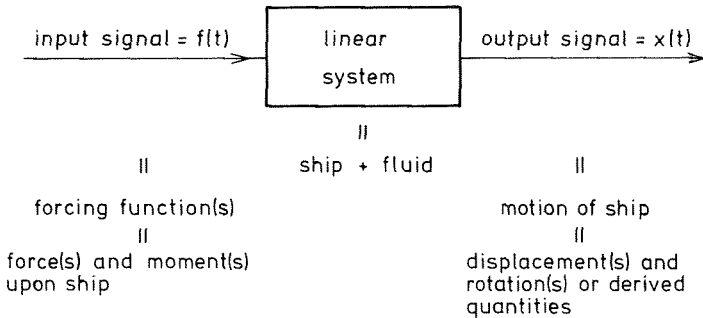 input signal = f(t)
linear
system
output signal = x(t)
=
ship + fluid
=
forcing function(s)
=
force(s) and moment(s)
upon ship
=
motion of ship
=
displacement(s) and
rotation(s) or derived
quantities